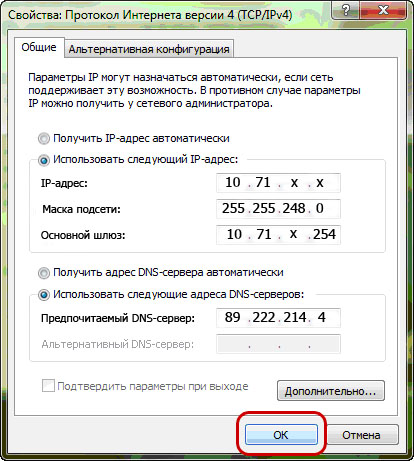 Свойства: Протокол Интернета версии 4 (TCP/IPv4)
Общие Альтернативная конфигурация
Параметры IP могут назначаться автоматически, если сеть
поддерживает эту возможность. В противном случае параметры
IP можно получить у сетевого администратора.
Получить IP-адрес автоматически
Использовать следующий IP-адрес:
IP-адрес: 10 . 71 . x . x
Маска подсети: 255 . 255 . 248 . 0
Основной шлюз: 10 . 71 . x . 254
Получить адрес DNS-сервера автоматически
Использовать следующие адреса DNS-серверов:
Предпочитаемый DNS-сервер: 89 . 222 . 214 . 4
Альтернативный DNS-сервер: . . .
Подтвердить параметры при выходе
Дополнительно...
ОК Отмена